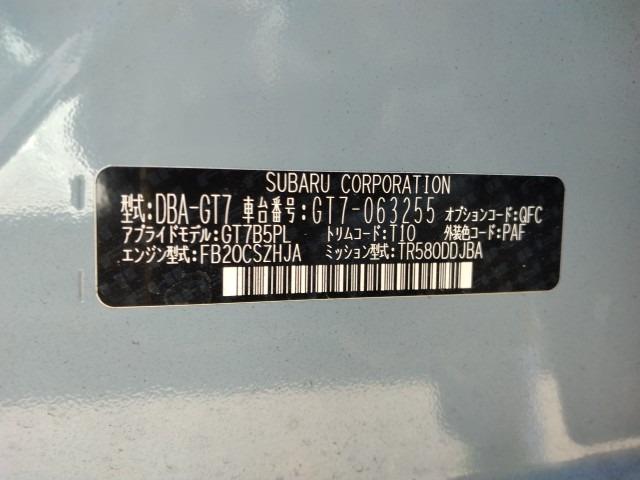 SUBARU CORPORATION
型式:DBA-GT7 車台番号:GT7-063255 オプションコード:QFC
アプライドモデル:GT7B5PL トリムコード:T10 外装色コード:PAF
エンジン型式:FB20CSZHJA ミッション型式:TR580DDJBA